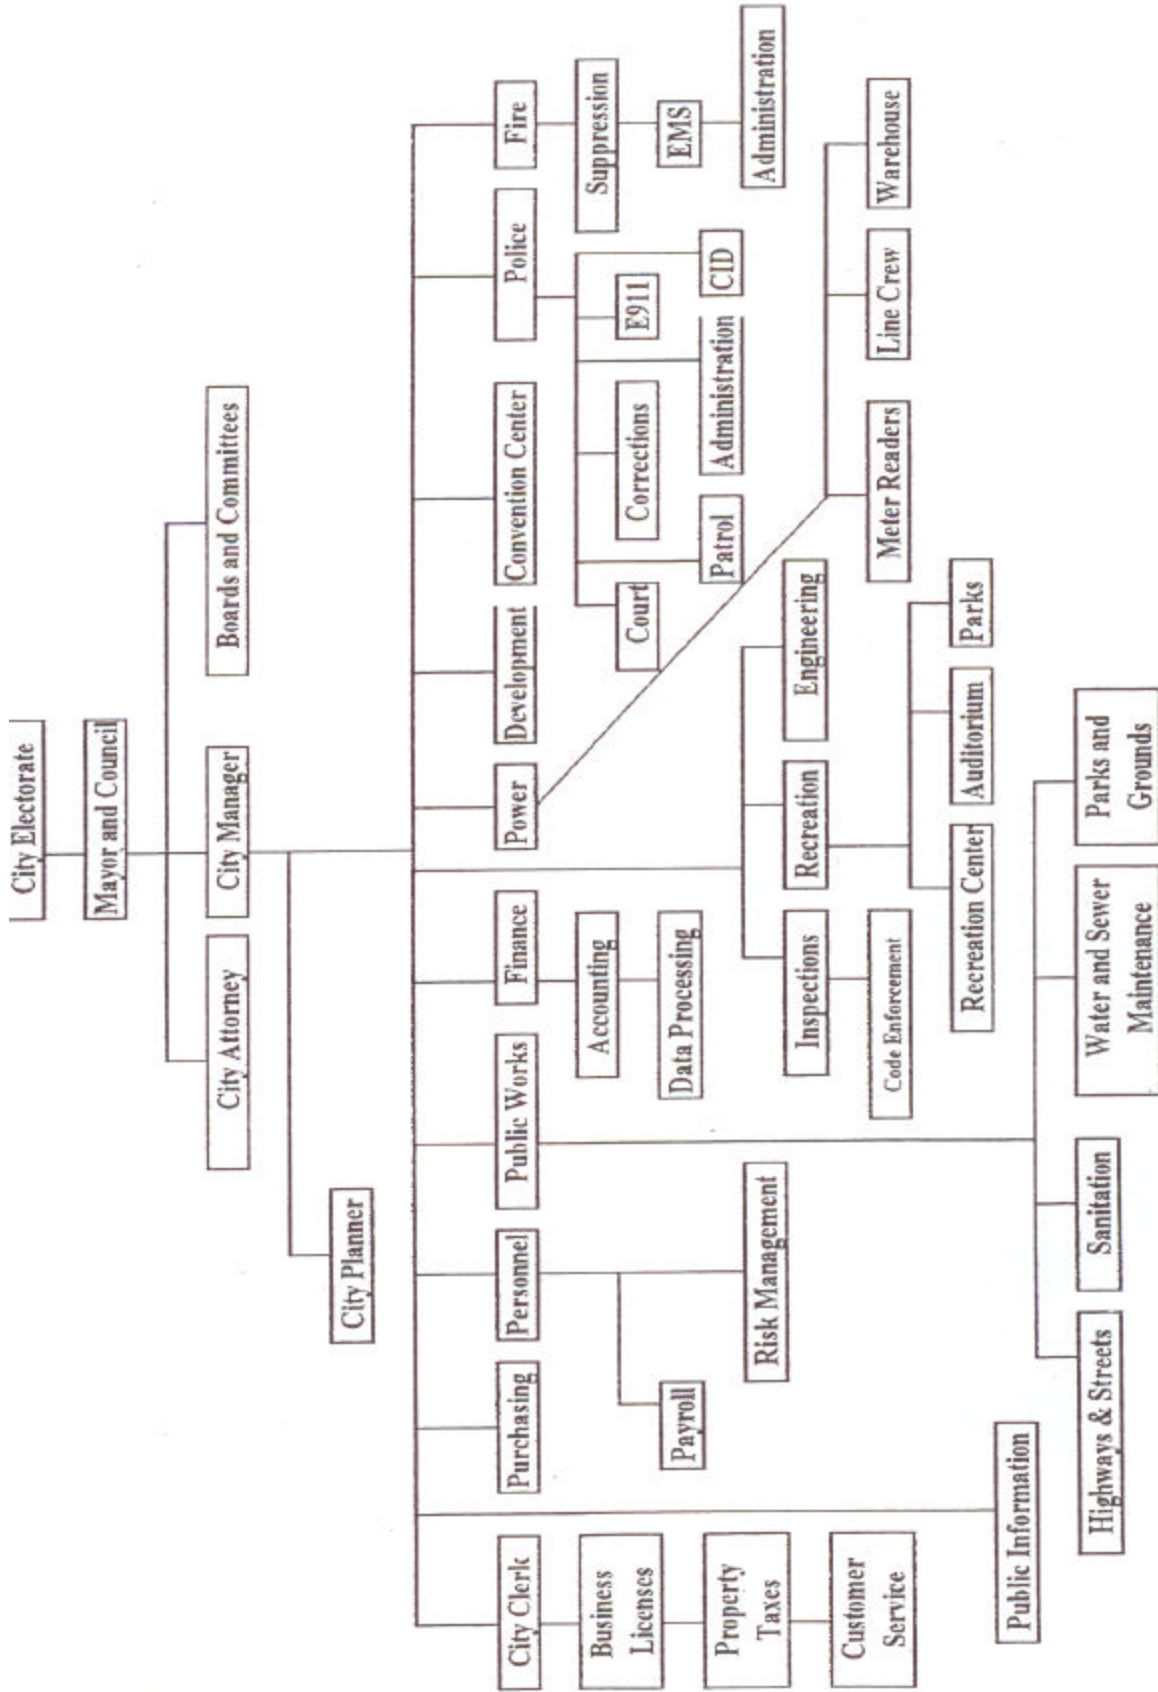 City Electorate
Mayor and Council
City Attorney
City Manager
Boards and Committees
City Planner
City Clerk
Purchasing
Personnel
Public Works
Finance
Power
Development
Convention Center
Police
Fire
Business
Licenses
Accounting
Suppression
Court
Corrections
E911
Payroll
Data Processing
EMS
Property
Taxes
Patrol
Administration
CID
Risk Management
Inspections
Recreation
Engineering
Administration
Customer
Service
Code Enforcement
Meter Readers
Line Crew
Warehouse
Recreation Center
Auditorium
Parks
Public Information
Highways & Streets
Sanitation
Water and Sewer
Maintenance
Parks and
Grounds